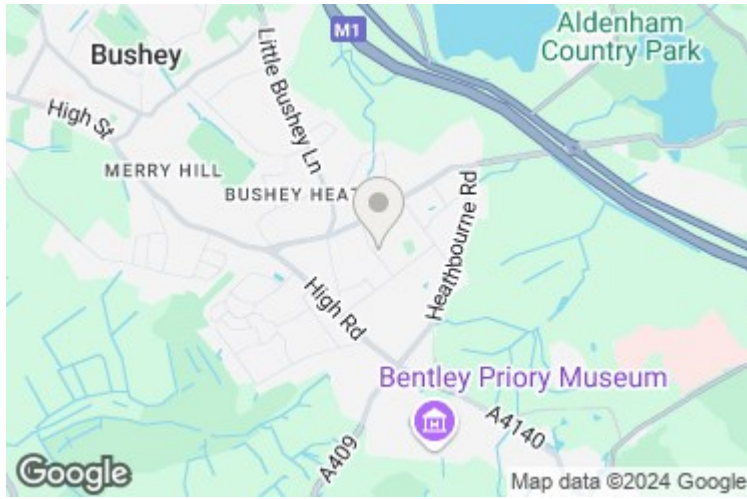 Aldenham
Country Park
M1
Bushey
Little Bushey Ln
High St
MERRY HILL
BUSHEY HEAT
Heathbourne Rd
High Rd
Bentley Priory Museum
A4140
A409
Google
Map data ©2024 Google